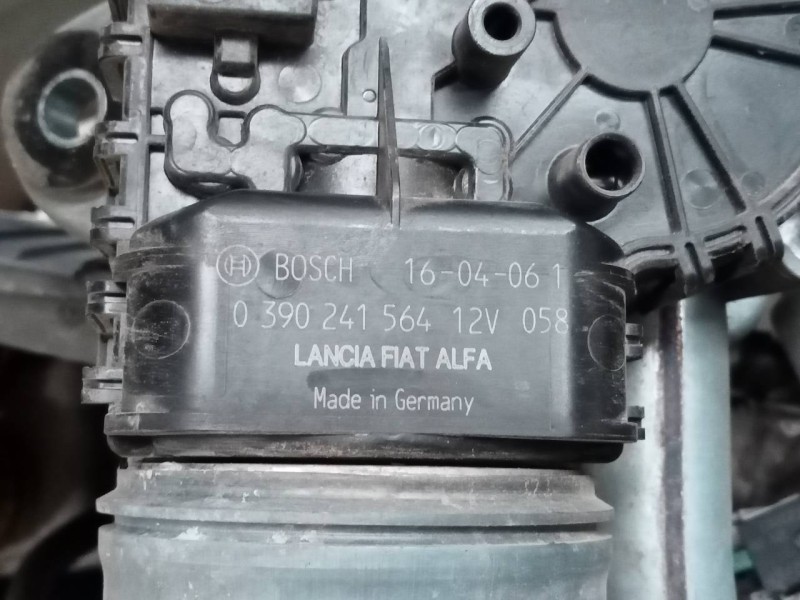 BOSCH 16-04-06 1
0 390 241 564 12V 058
LANCIA FIAT ALFA
Made in Germany